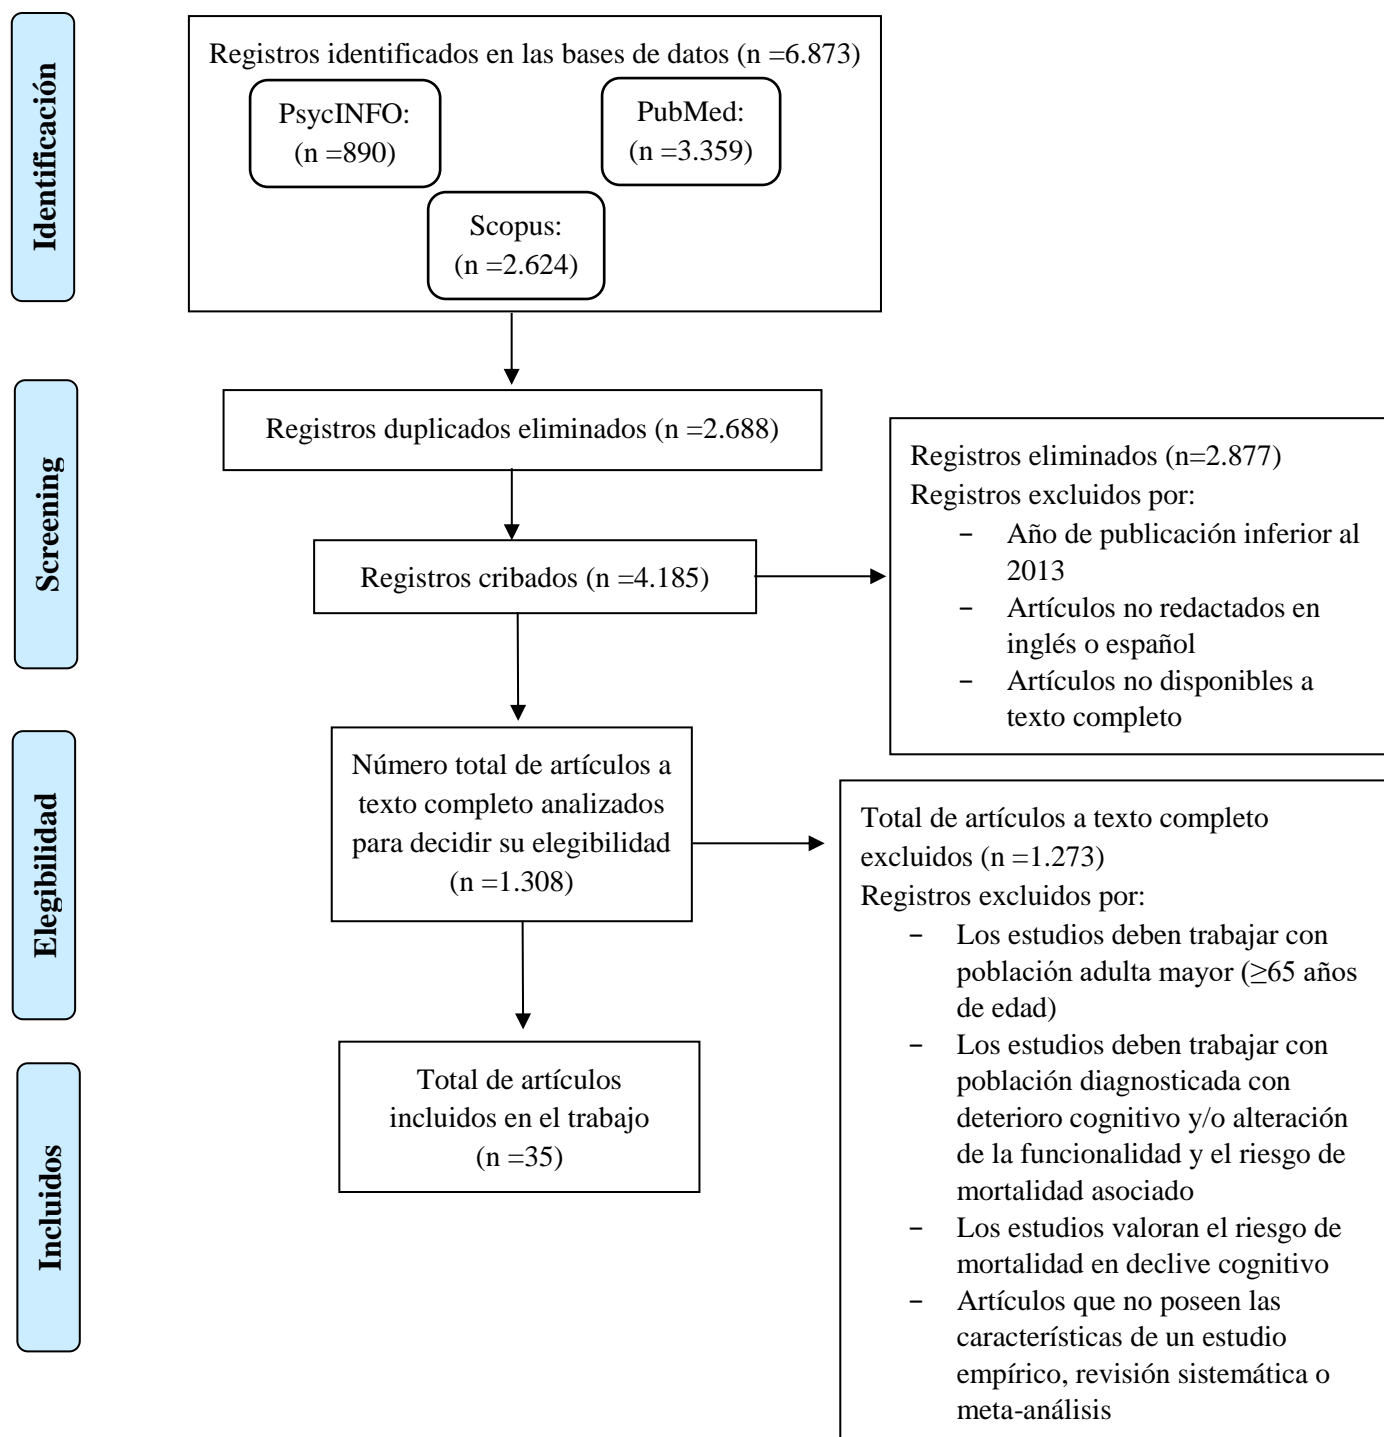 Identificación
Registros identificados en las bases de datos (n =6.873)
PsycINFO:
(n =890)
PubMed:
(n =3.359)
Scopus:
(n =2.624)
Screening
Registros duplicados eliminados (n =2.688)
Registros cribados (n =4.185)
Registros eliminados (n=2.877)
Registros excluidos por:
- Año de publicación inferior al
2013
- Artículos no redactados en
inglés o español
- Artículos no disponibles a
texto completo
Elegibilidad
Número total de artículos a
texto completo analizados
para decidir su elegibilidad
(n =1.308)
Total de artículos a texto completo
excluidos (n =1.273)
Registros excluidos por:
- Los estudios deben trabajar con
población adulta mayor (≥65 años
de edad)
- Los estudios deben trabajar con
población diagnosticada con
deterioro cognitivo y/o alteración
de la funcionalidad y el riesgo de
mortalidad asociado
- Los estudios valoran el riesgo de
mortalidad en declive cognitivo
- Artículos que no poseen las
características de un estudio
empírico, revisión sistemática o
meta-análisis
Incluidos
Total de artículos
incluidos en el trabajo
(n =35)